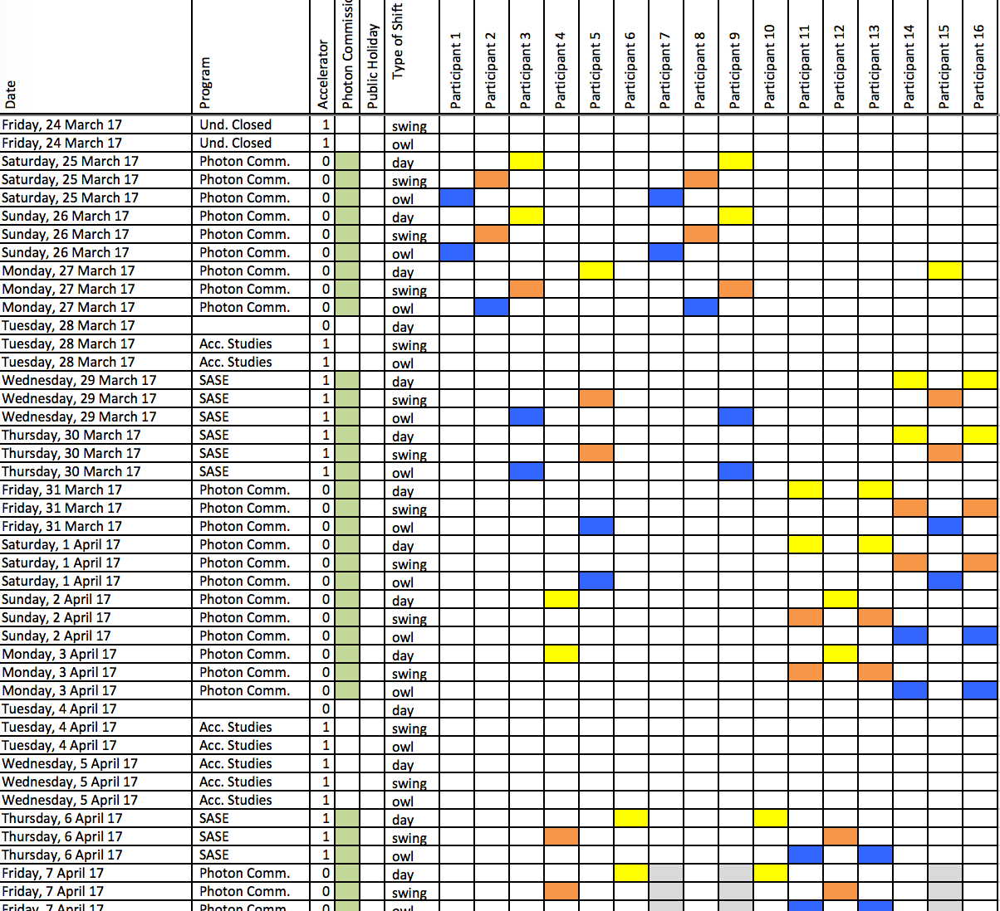 Date Program Accelerator Photon Commissio Public Holiday Type of Shift Participant 1 Participant 2 Participant 3 Participant 4 Participant 5 Participant 6 Participant 7 Participant 8 Participant 9 Participant 10 Participant 11 Participant 12 Participant 13 Participant 14 Participant 15 Participant 16
Friday, 24 March 17 Und. Closed 1 swing
Friday, 24 March 17 Und. Closed 1 owl
Saturday, 25 March 17 Photon Comm. 0 day
Saturday, 25 March 17 Photon Comm. 0 swing
Saturday, 25 March 17 Photon Comm. 0 owl
Sunday, 26 March 17 Photon Comm. 0 day
Sunday, 26 March 17 Photon Comm. 0 swing
Sunday, 26 March 17 Photon Comm. 0 owl
Monday, 27 March 17 Photon Comm. 0 day
Monday, 27 March 17 Photon Comm. 0 swing
Monday, 27 March 17 Photon Comm. 0 owl
Tuesday, 28 March 17 0 day
Tuesday, 28 March 17 Acc. Studies 1 swing
Tuesday, 28 March 17 Acc. Studies 1 owl
Wednesday, 29 March 17 SASE 1 day
Wednesday, 29 March 17 SASE 1 swing
Wednesday, 29 March 17 SASE 1 owl
Thursday, 30 March 17 SASE 1 day
Thursday, 30 March 17 SASE 1 swing
Thursday, 30 March 17 SASE 1 owl
Friday, 31 March 17 Photon Comm. 0 day
Friday, 31 March 17 Photon Comm. 0 swing
Friday, 31 March 17 Photon Comm. 0 owl
Saturday, 1 April 17 Photon Comm. 0 day
Saturday, 1 April 17 Photon Comm. 0 swing
Saturday, 1 April 17 Photon Comm. 0 owl
Sunday, 2 April 17 Photon Comm. 0 day
Sunday, 2 April 17 Photon Comm. 0 swing
Sunday, 2 April 17 Photon Comm. 0 owl
Monday, 3 April 17 Photon Comm. 0 day
Monday, 3 April 17 Photon Comm. 0 swing
Monday, 3 April 17 Photon Comm. 0 owl
Tuesday, 4 April 17 0 day
Tuesday, 4 April 17 Acc. Studies 1 swing
Tuesday, 4 April 17 Acc. Studies 1 owl
Wednesday, 5 April 17 Acc. Studies 1 day
Wednesday, 5 April 17 Acc. Studies 1 swing
Wednesday, 5 April 17 Acc. Studies 1 owl
Thursday, 6 April 17 SASE 1 day
Thursday, 6 April 17 SASE 1 swing
Thursday, 6 April 17 SASE 1 owl
Friday, 7 April 17 Photon Comm. 0 day
Friday, 7 April 17 Photon Comm. 0 swing
Friday, 7 April 17 Photon Comm. 0 owl